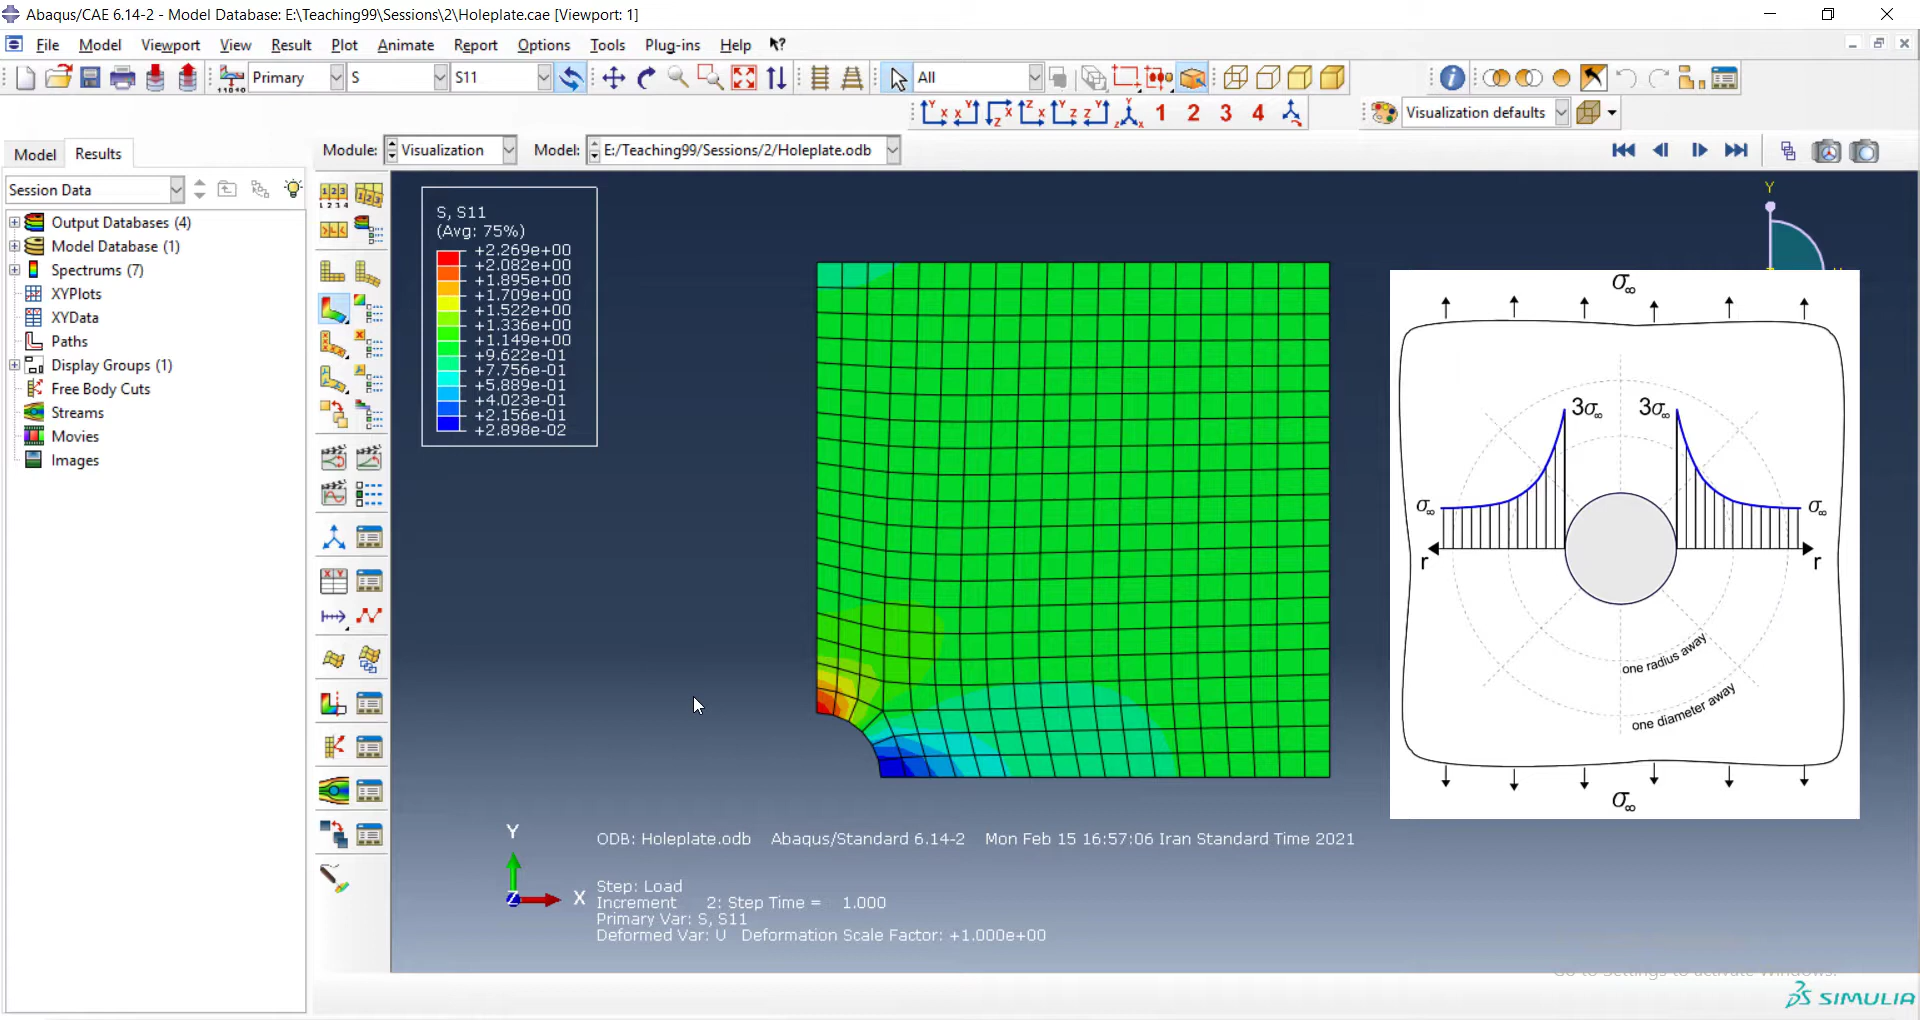 Abaqus/CAE 6.14-2 - Model Database: E:\Teaching99\Sessions\2\Holeplate.cae [Viewport: 1]
File Model Viewport View Result Plot Animate Report Options Tools Plug-ins Help
Primary S S11 All
1 2 3 4 Visualization defaults
Model Results Module: Visualization Model: E:/Teaching99/Sessions/2/Holeplate.odb
Session Data
Output Databases (4)
Model Database (1)
Spectrums (7)
XYPlots
XYData
Paths
Display Groups (1)
Free Body Cuts
Streams
Movies
Images
S, S11
(Avg: 75%)
+2.269e+00
+2.082e+00
+1.895e+00
+1.709e+00
+1.522e+00
+1.336e+00
+1.149e+00
+9.622e-01
+7.756e-01
+5.889e-01
+4.023e-01
+2.156e-01
+2.898e-02
Y
σ∞
3σ∞ 3σ∞
σ∞ σ∞
r r
one radius away
one diameter away
σ∞
Y
X
Z
ODB: Holeplate.odb Abaqus/Standard 6.14-2 Mon Feb 15 16:57:06 Iran Standard Time 2021
Step: Load
Increment 2: Step Time = 1.000
Primary Var: S, S11
Deformed Var: U Deformation Scale Factor: +1.000e+00
Go to Settings to activate Windows.
SIMULIA